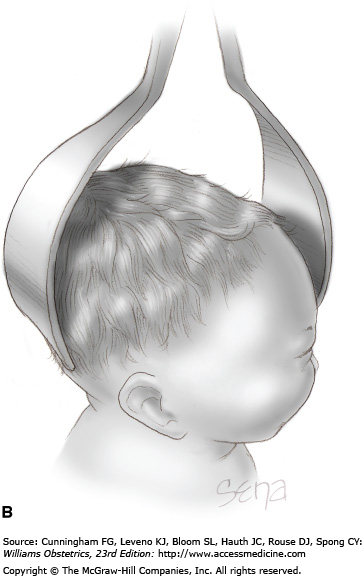 Sena
B
Source: Cunningham FG, Leveno KJ, Bloom SL, Hauth JC, Rouse DJ, Spong CY:
Williams Obstetrics, 23rd Edition: http://www.accessmedicine.com
Copyright © The McGraw-Hill Companies, Inc. All rights reserved.